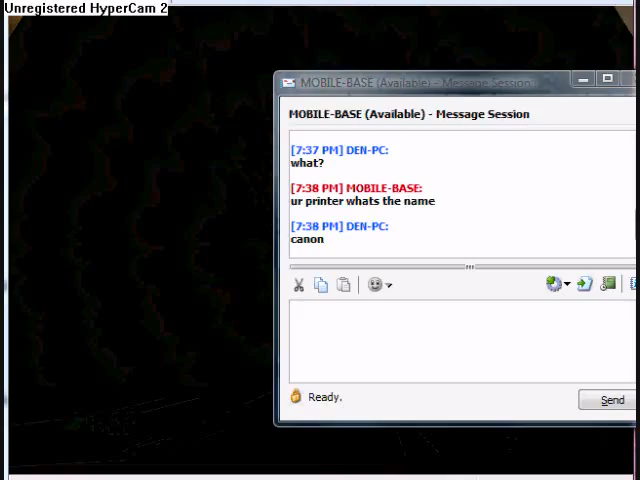 Unregistered HyperCam 2
MOBILE-BASE (Available) - Message Session
MOBILE-BASE (Available) - Message Session
[7:37 PM] DEN-PC:
what?
[7:38 PM] MOBILE-BASE:
ur printer whats the name
[7:38 PM] DEN-PC:
canon
Ready.
Send